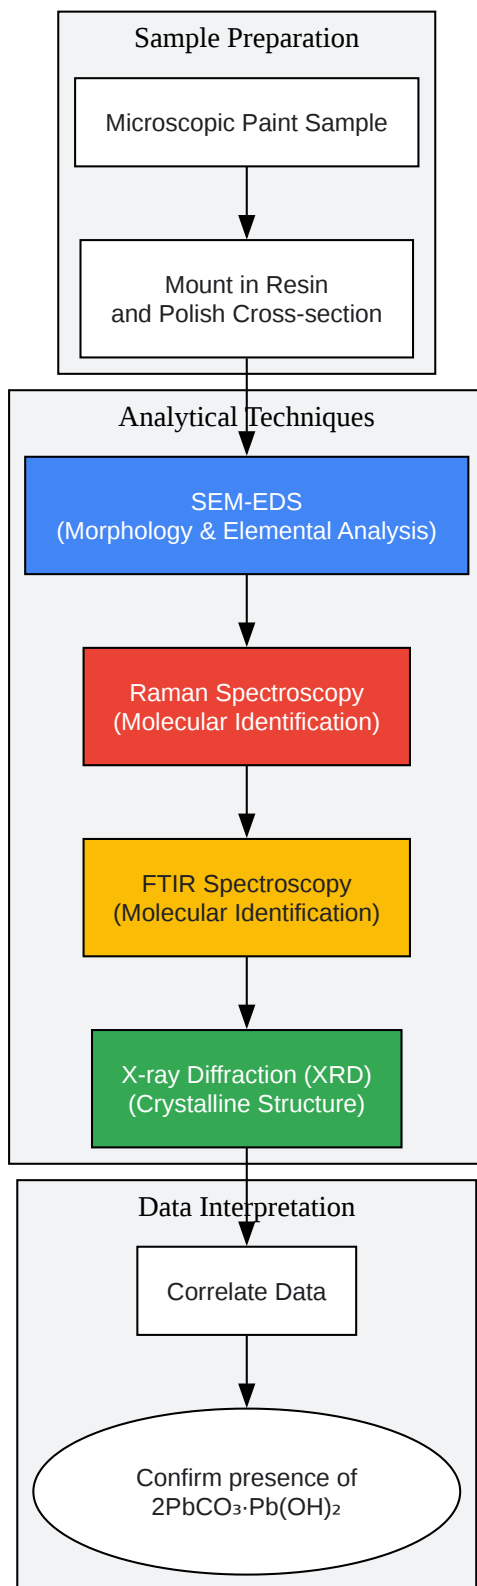 Sample Preparation
Microscopic Paint Sample
Mount in Resin
and Polish Cross-section
Analytical Techniques
SEM-EDS
(Morphology & Elemental Analysis)
Raman Spectroscopy
(Molecular Identification)
FTIR Spectroscopy
(Molecular Identification)
X-ray Diffraction (XRD)
(Crystalline Structure)
Data Interpretation
Correlate Data
Confirm presence of
2PbCO₃·Pb(OH)₂